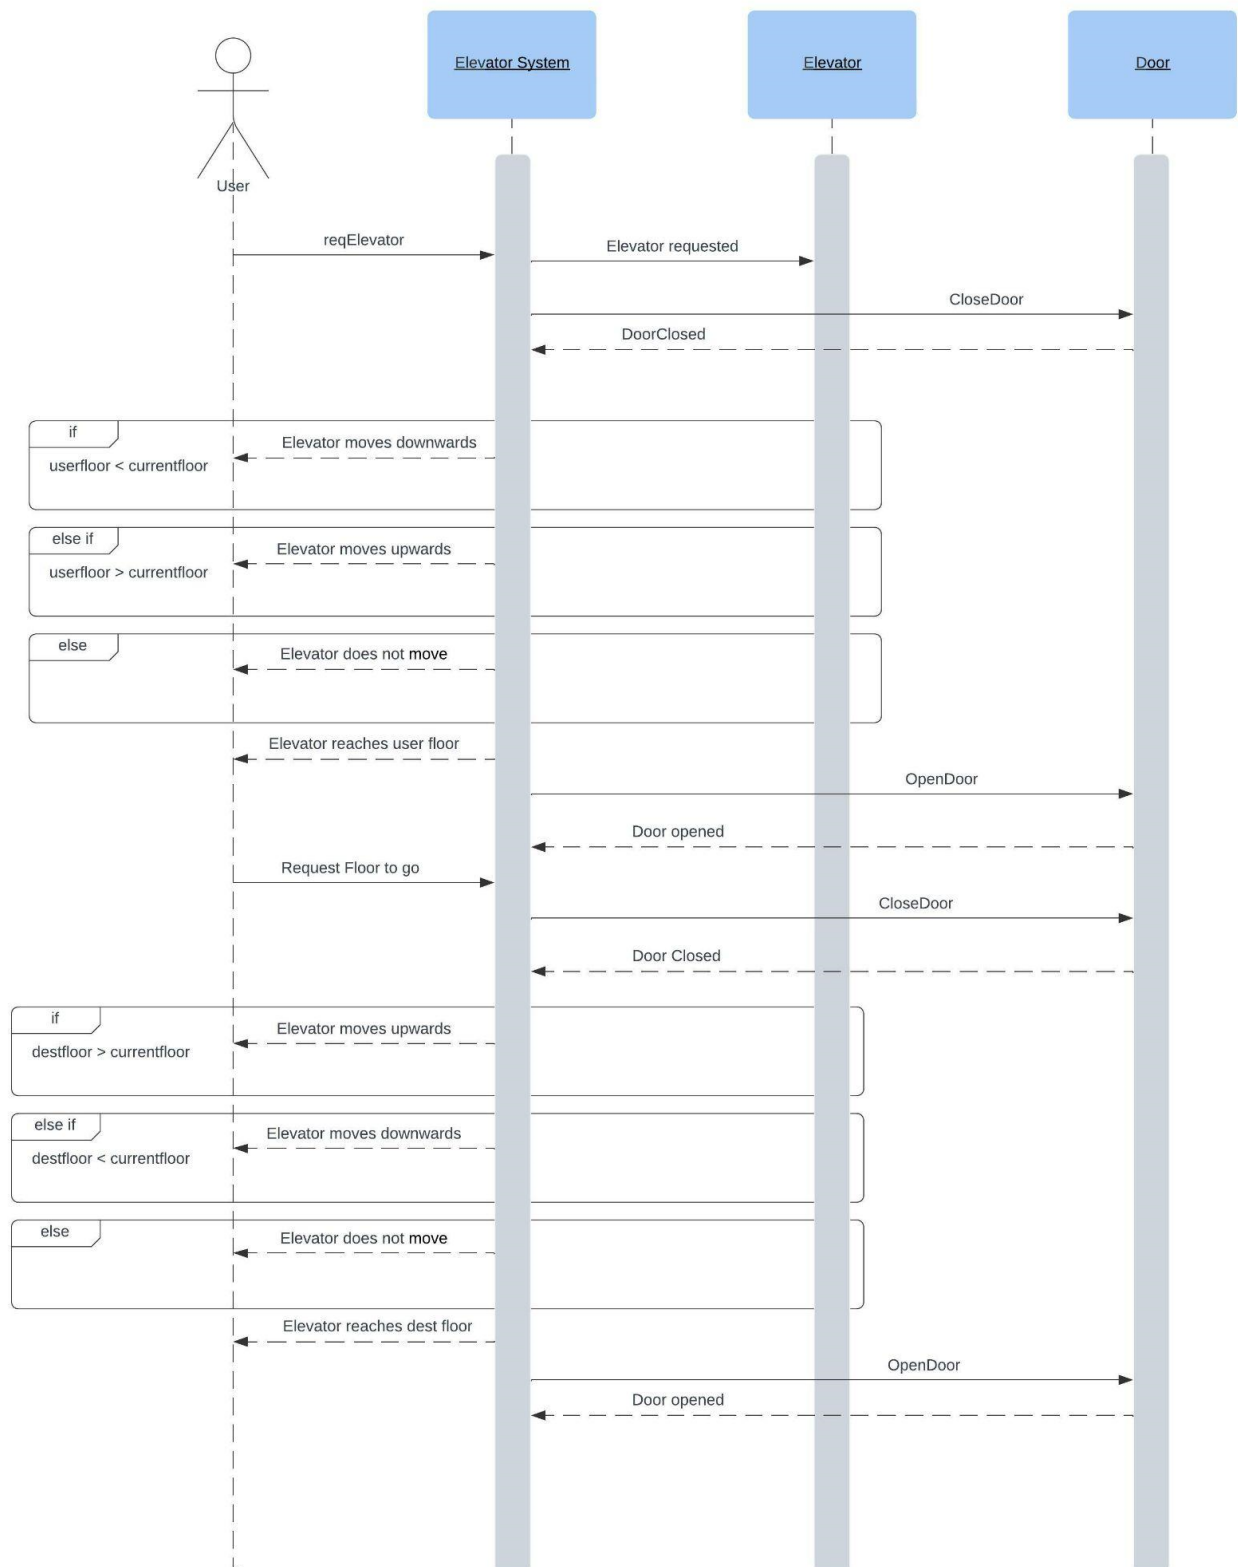 Elevator System
Elevator
Door
User
reqElevator
Elevator requested
CloseDoor
DoorClosed
if
Elevator moves downwards
userfloor < currentfloor
else if
Elevator moves upwards
userfloor > currentfloor
else
Elevator does not move
Elevator reaches user floor
OpenDoor
Door opened
Request Floor to go
CloseDoor
Door Closed
if
Elevator moves upwards
destfloor > currentfloor
else if
Elevator moves downwards
destfloor < currentfloor
else
Elevator does not move
Elevator reaches dest floor
OpenDoor
Door opened